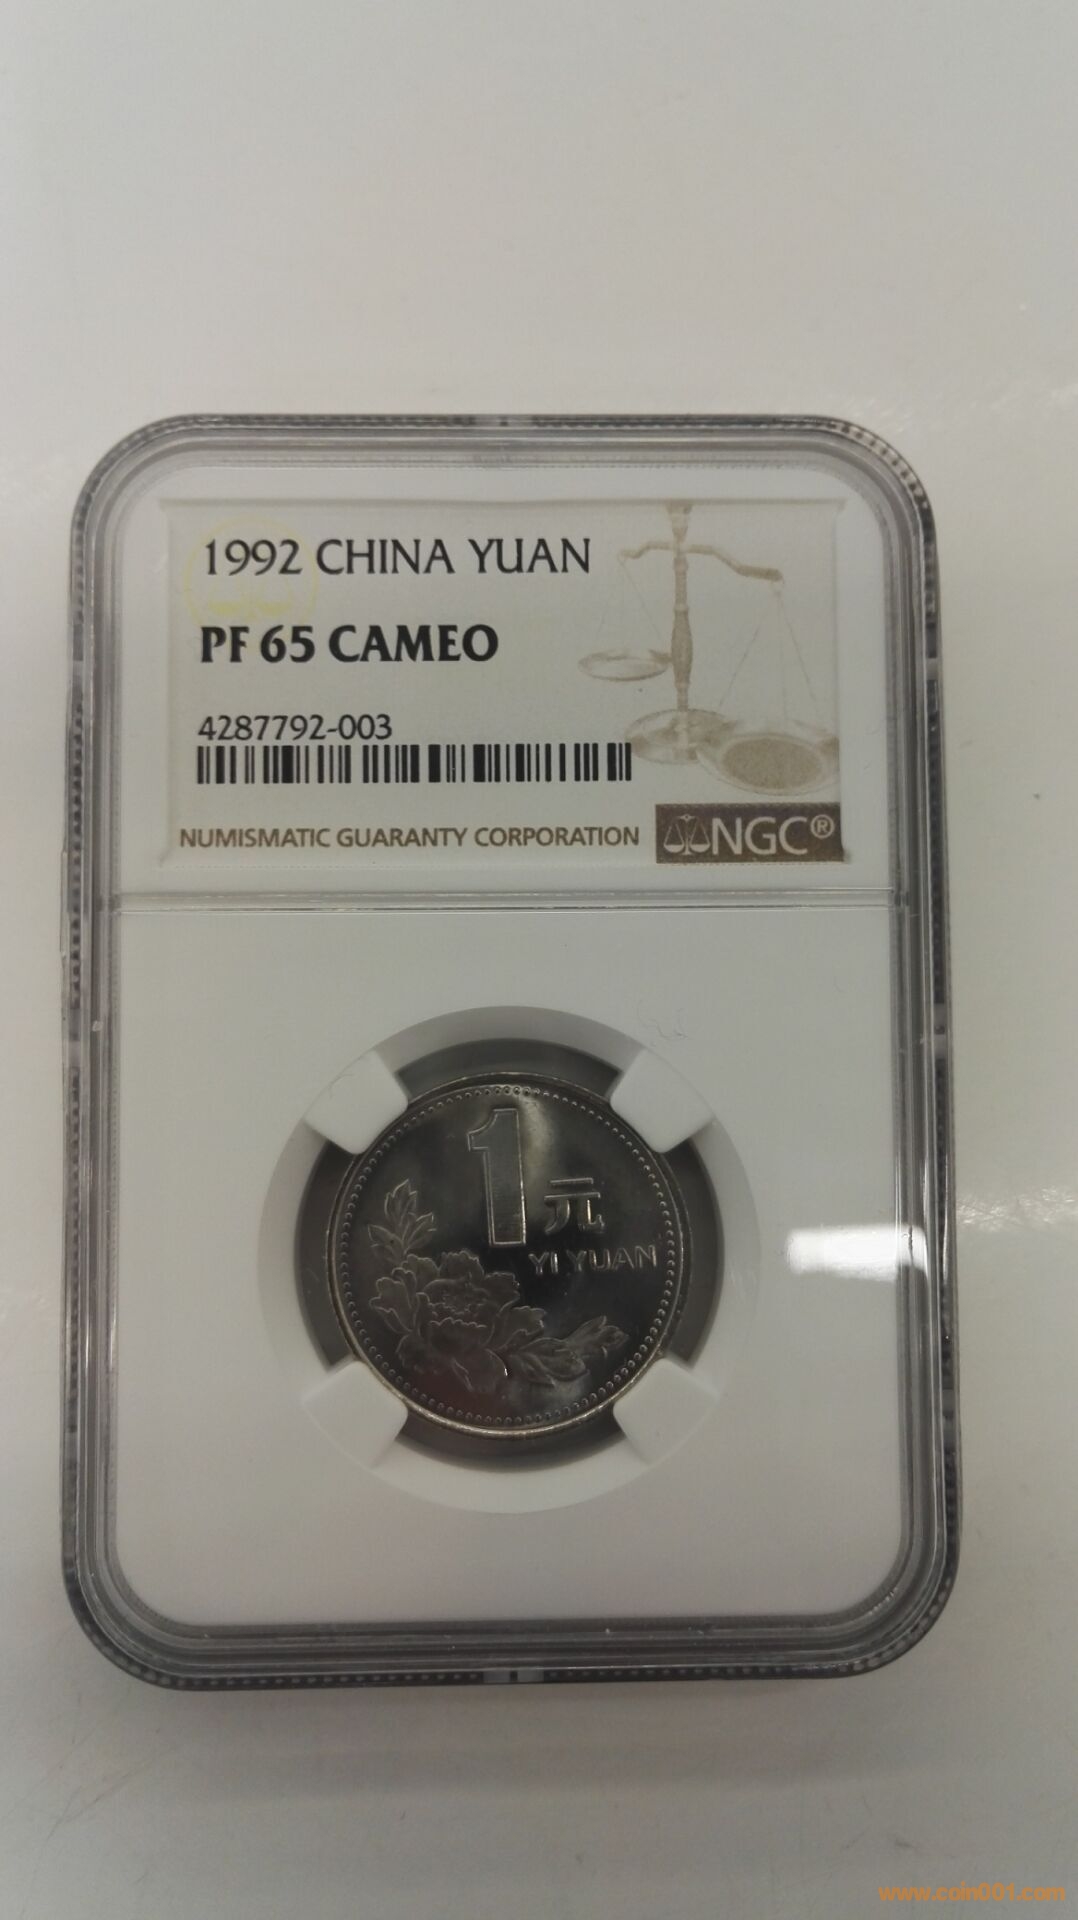 1992 CHINA YUAN
PF 65 CAMEO
4287792-003
NUMISMATIC GUARANTY CORPORATION
NGC®
1
元
YI YUAN
www.coin001.com